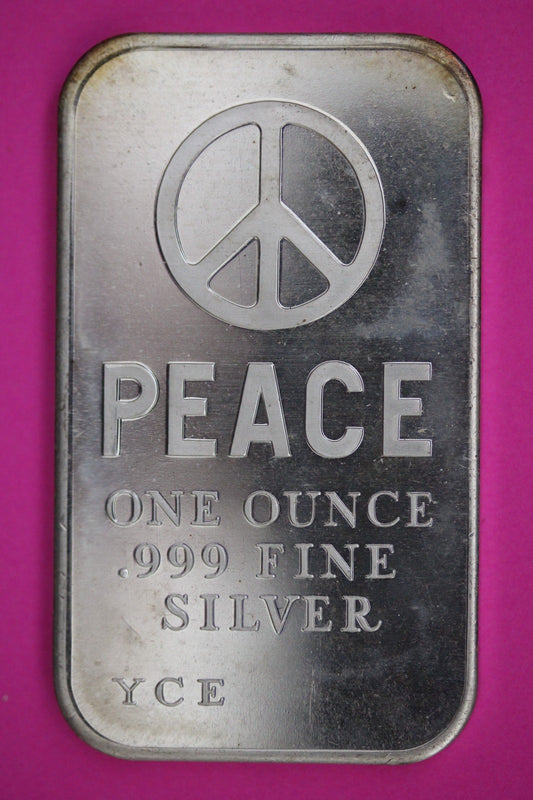 PEACE
ONE OUNCE
.999 FINE
SILVER
YCE